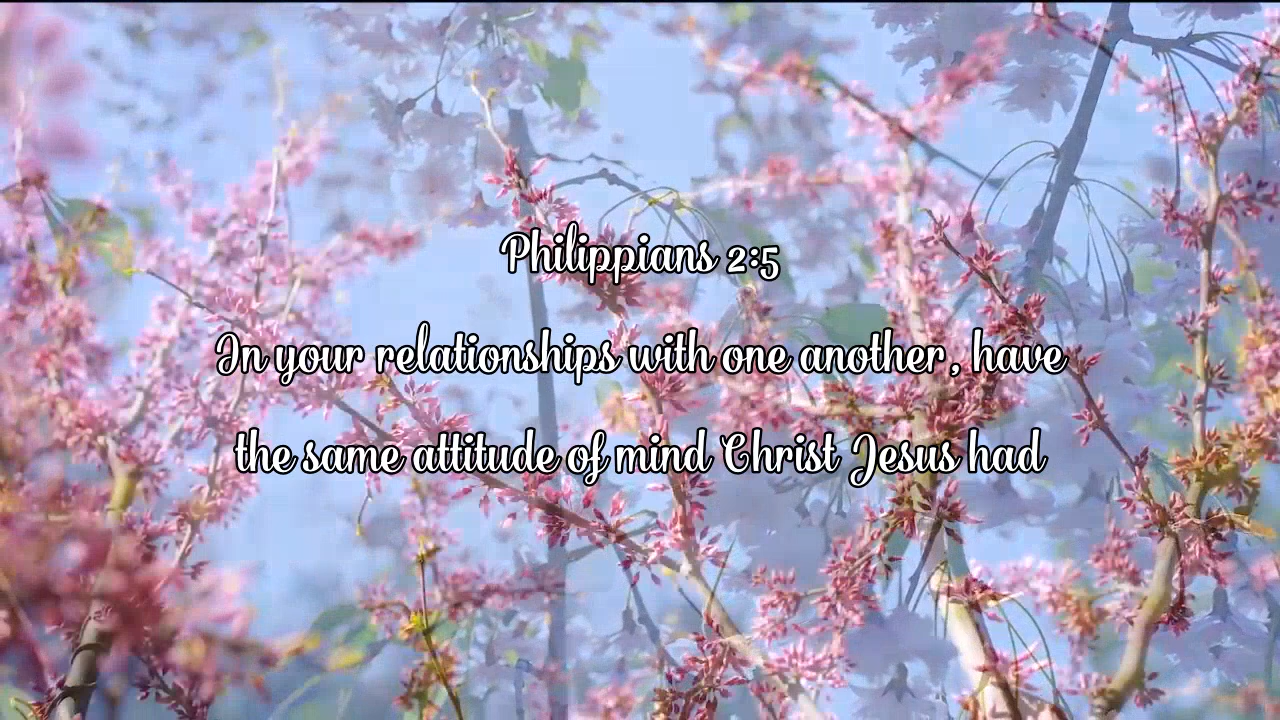 Philippians 2:5
In your relationships with one another, have
the same attitude of mind Christ Jesus had